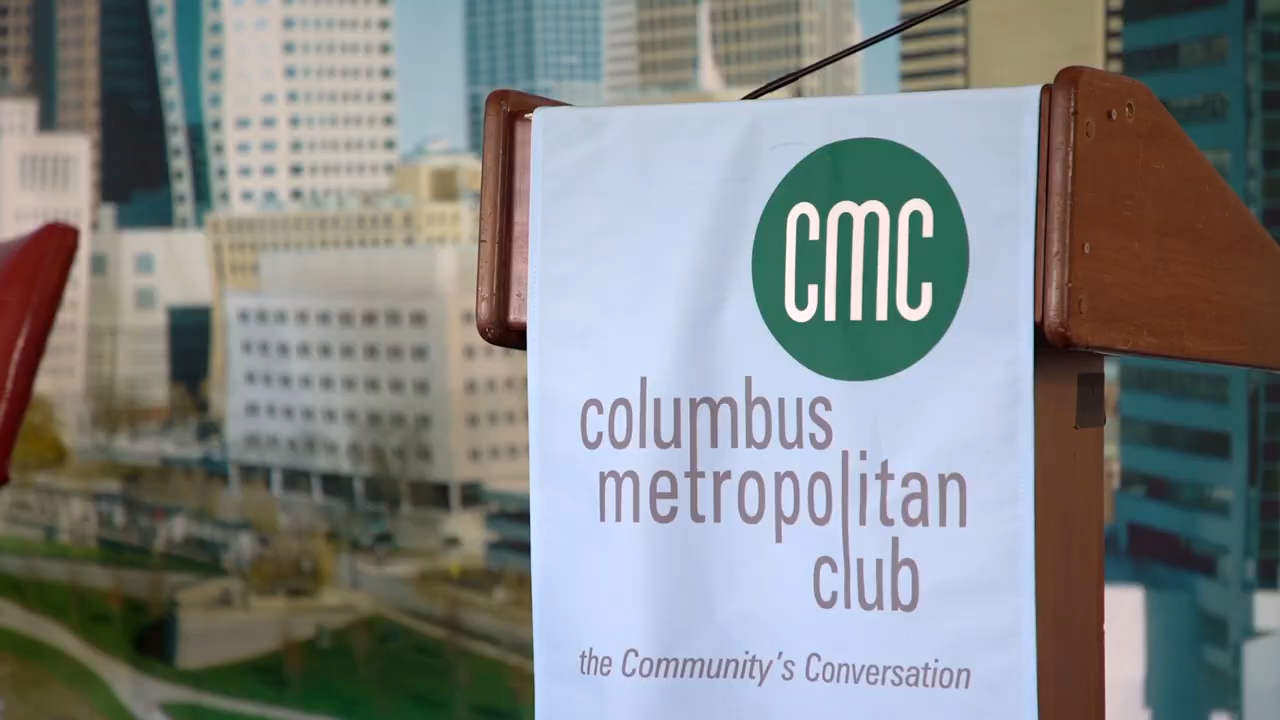 CMC
columbus
metropolitan
club
the Community's Conversation